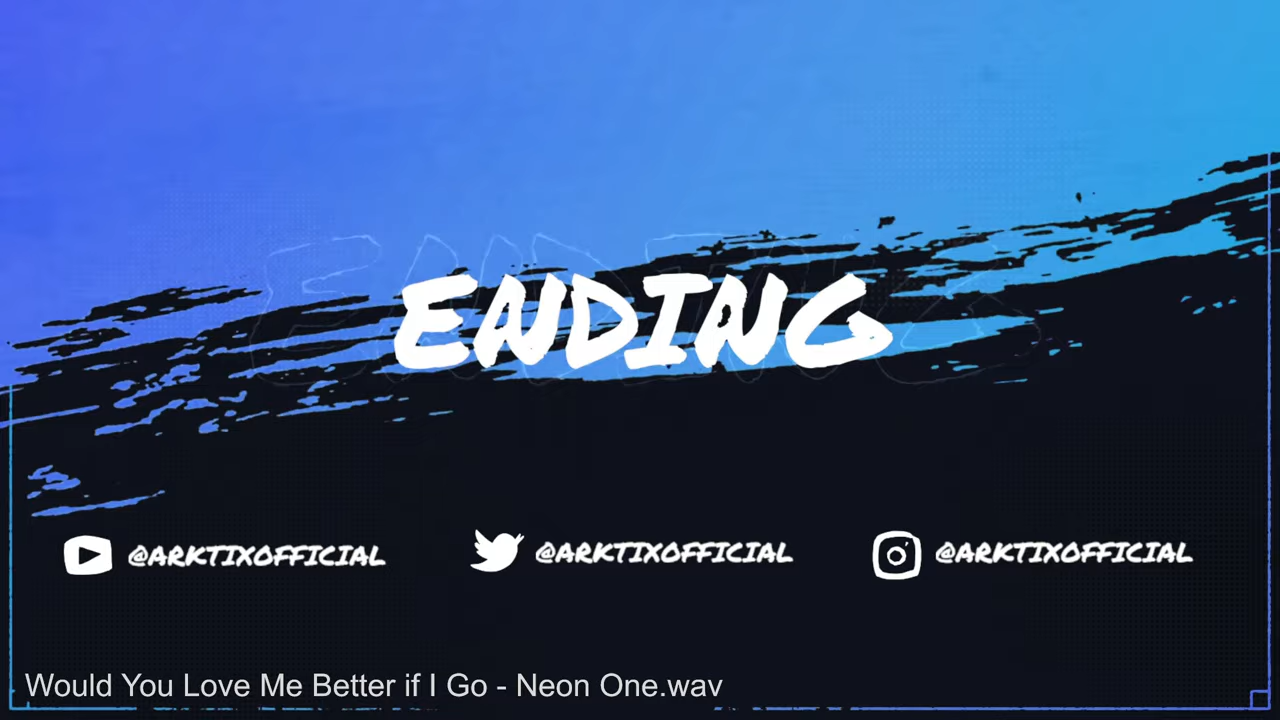 ENDING
@ARKTIXOFFICIAL @ARKTIXOFFICIAL @ARKTIXOFFICIAL
Would You Love Me Better if I Go - Neon One.wav